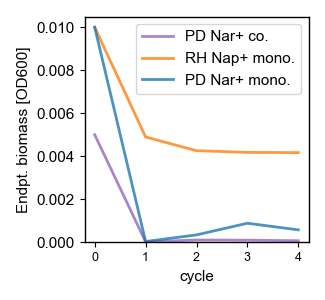 PD Nar+ co.
RH Nap+ mono.
PD Nar+ mono.
Endpt. biomass [OD600]
0.010
0.008
0.006
0.004
0.002
0.000
0 1 2 3 4
cycle